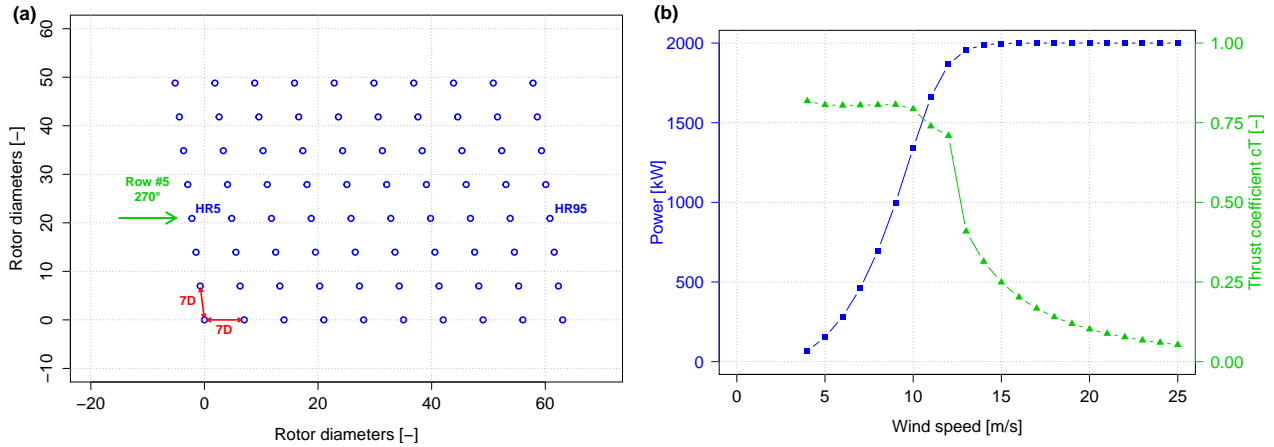 (a)
Rotor diameters [−]
60
50
40
30
20
10
0
−10
Row #5
270°
HR5
HR95
7D
7D
−20
0
20
40
60
Rotor diameters [−]
(b)
Power [kW]
2000
1500
1000
500
0
1.00
0.75
0.50
0.25
0.00
Thrust coefficient cT [−]
0
5
10
15
20
25
Wind speed [m/s]